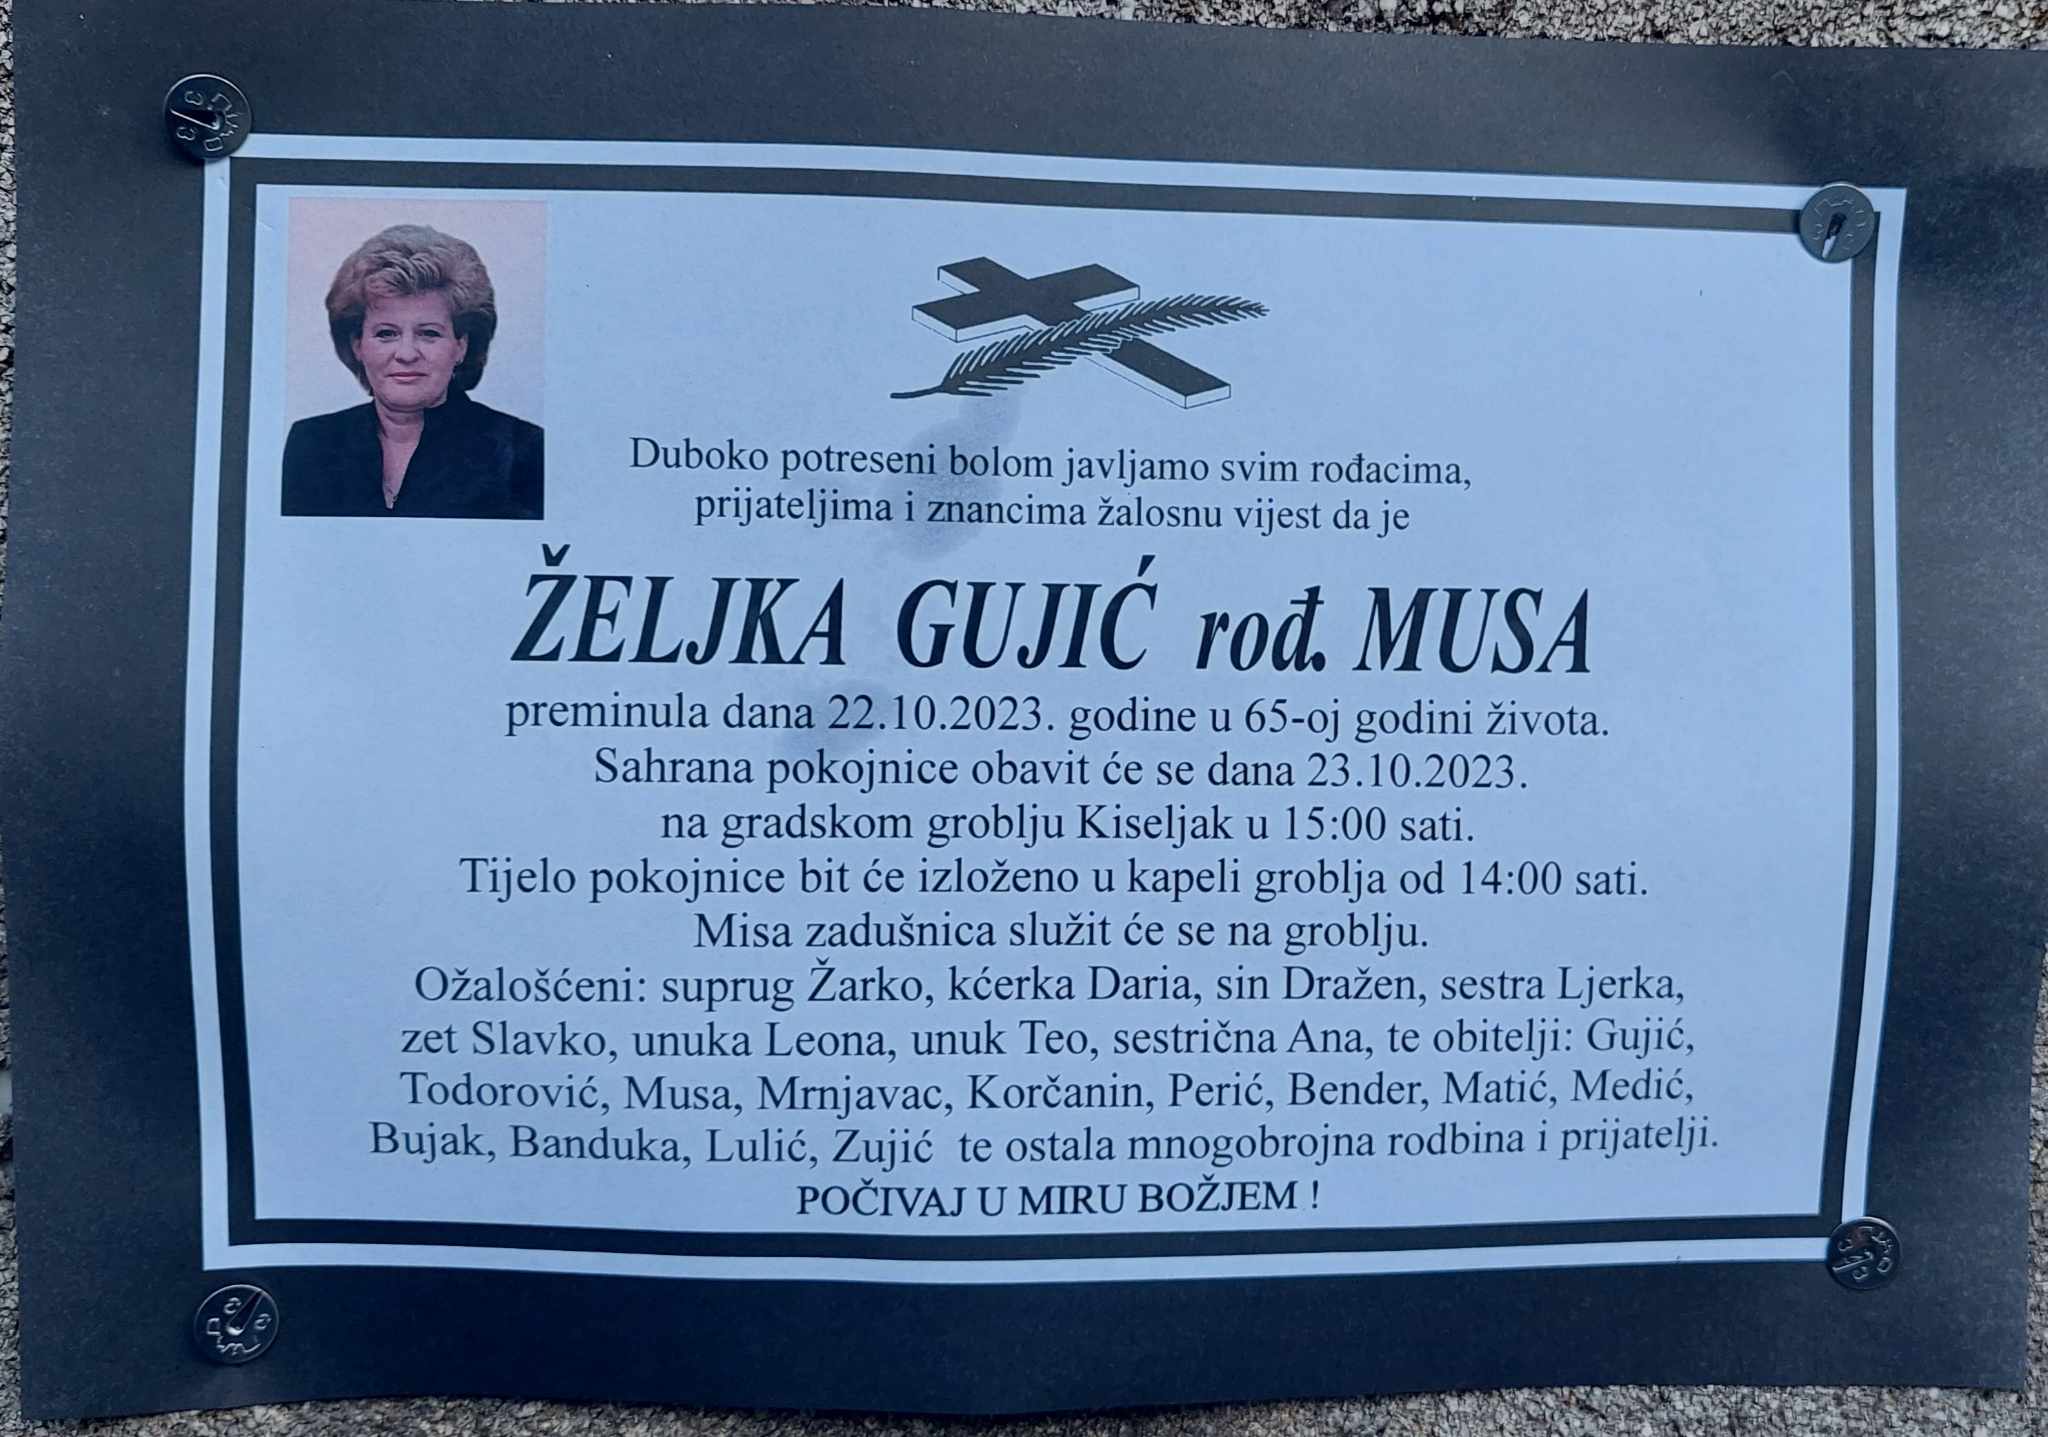 Duboko potreseni bolom javljamo svim rođacima,
prijateljima i znancima žalosnu vijest da je
ŽELJKA GUJIĆ rođ. MUSA
preminula dana 22.10.2023. godine u 65-oj godini života.
Sahrana pokojnice obavit će se dana 23.10.2023.
na gradskom groblju Kiseljak u 15:00 sati.
Tijelo pokojnice bit će izloženo u kapeli groblja od 14:00 sati.
Misa zadušnica služit će se na groblju.
Ožalošćeni: suprug Žarko, kćerka Daria, sin Dražen, sestra Ljerka,
zet Slavko, unuka Leona, unuk Teo, sestrična Ana, te obitelji: Gujić,
Todorović, Musa, Mrnjavac, Korčanin, Perić, Bender, Matić, Medić,
Bujak, Banduka, Lulić, Zujić te ostala mnogobrojna rodbina i prijatelji.
POČIVAJ U MIRU BOŽJEM !